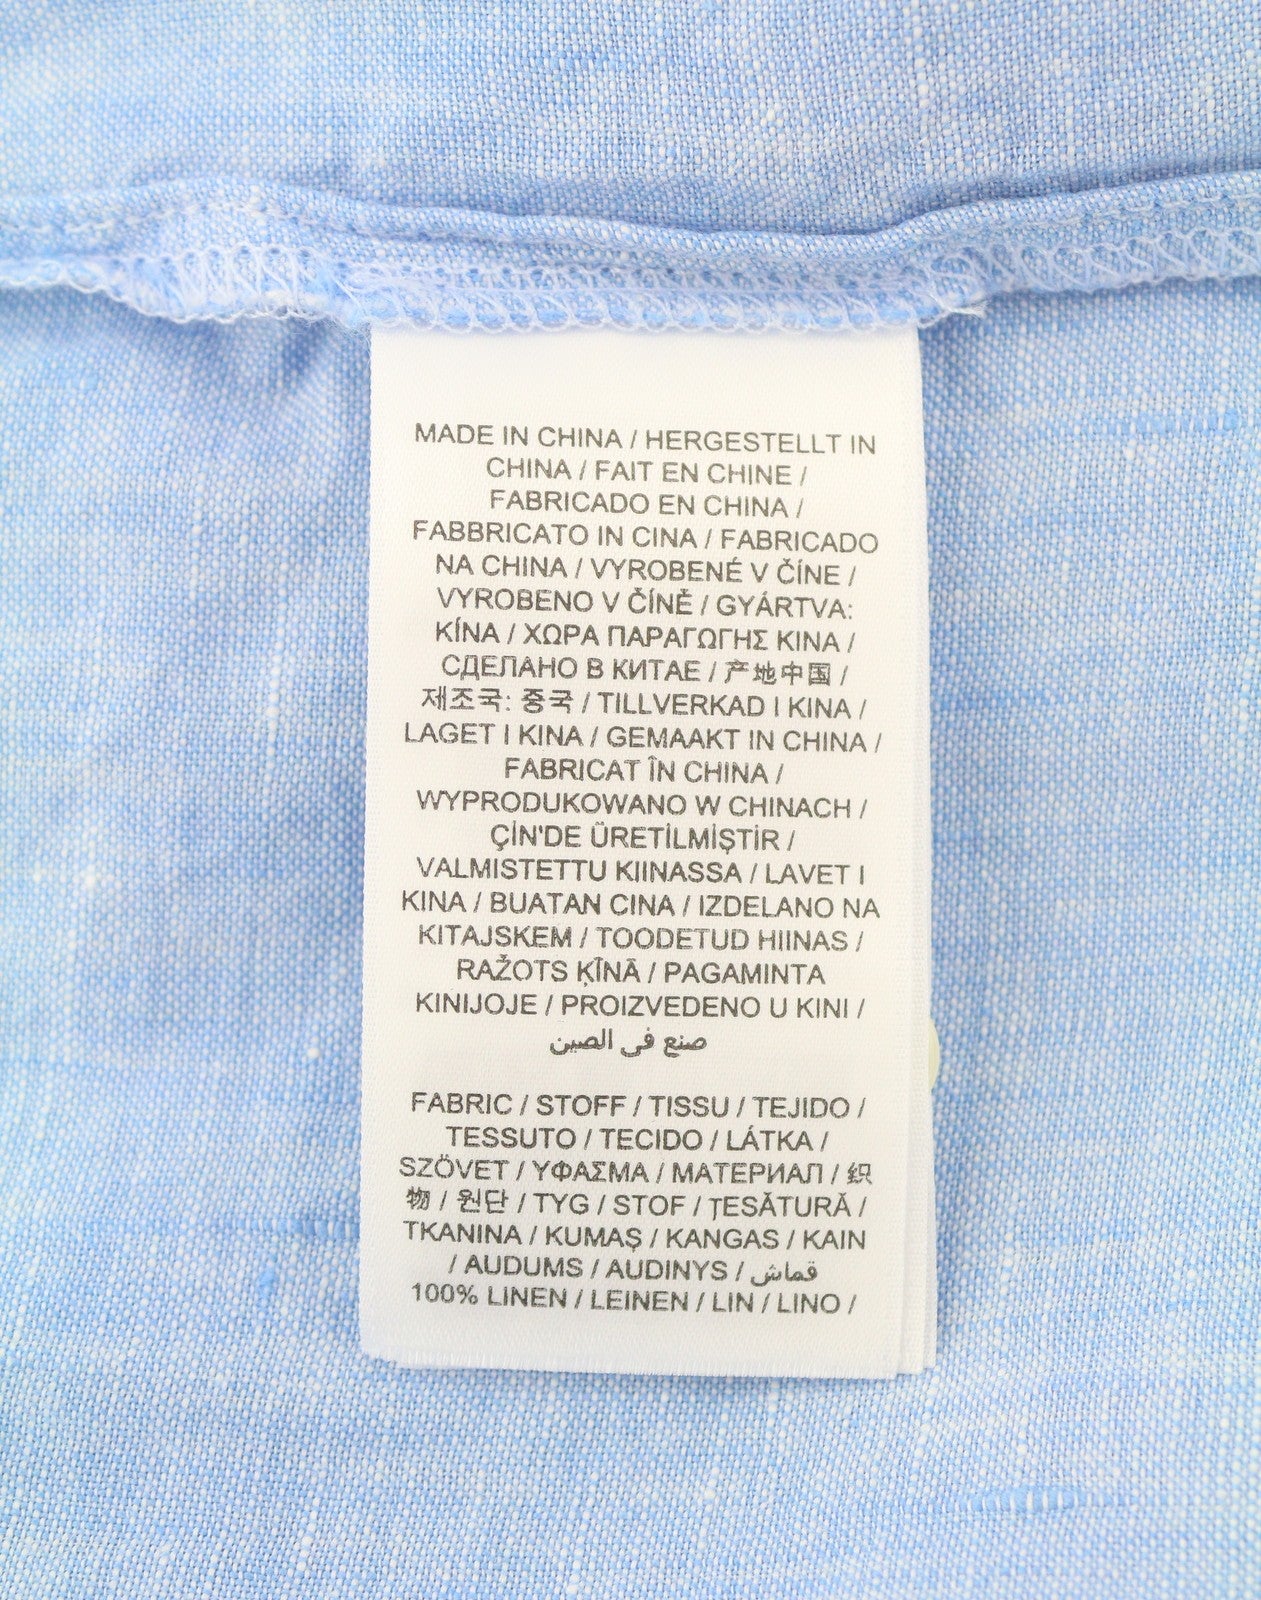 MADE IN CHINA / HERGESTELLT IN
CHINA / FAIT EN CHINE /
FABRICADO EN CHINA /
FABBRICATO IN CINA / FABRICADO
NA CHINA / VYROBENÉ V ČÍNE /
VYROBENO V ČÍNĚ / GYÁRTVA:
KÍNA / ΧΩΡΑ ΠΑΡΑΓΩΓΗΣ ΚΙΝΑ /
СДЕЛАНО В КИТАЕ / 产地中国 /
제조국: 중국 / TILLVERKAD I KINA /
LAGET I KINA / GEMAAKT IN CHINA /
FABRICAT ÎN CHINA /
WYPRODUKOWANO W CHINACH /
ÇİN'DE ÜRETİLMİŞTİR /
VALMISTETTU KIINASSA / LAVET I
KINA / BUATAN CINA / IZDELANO NA
KITAJSKEM / TOODETUD HIINAS /
RAŽOTS ĶĪNĀ / PAGAMINTA
KINIJOJE / PROIZVEDENO U KINI /
صنع في الصين
FABRIC / STOFF / TISSU / TEJIDO /
TESSUTO / TECIDO / LÁTKA /
SZÖVET / ΥΦΑΣΜΑ / МАТЕРИАЛ / 织
物 / 원단 / TYG / STOF / ȚESĂTURĂ /
TKANINA / KUMAŞ / KANGAS / KAIN
/ AUDUMS / AUDINYS / قماش
100% LINEN / LEINEN / LIN / LINO /